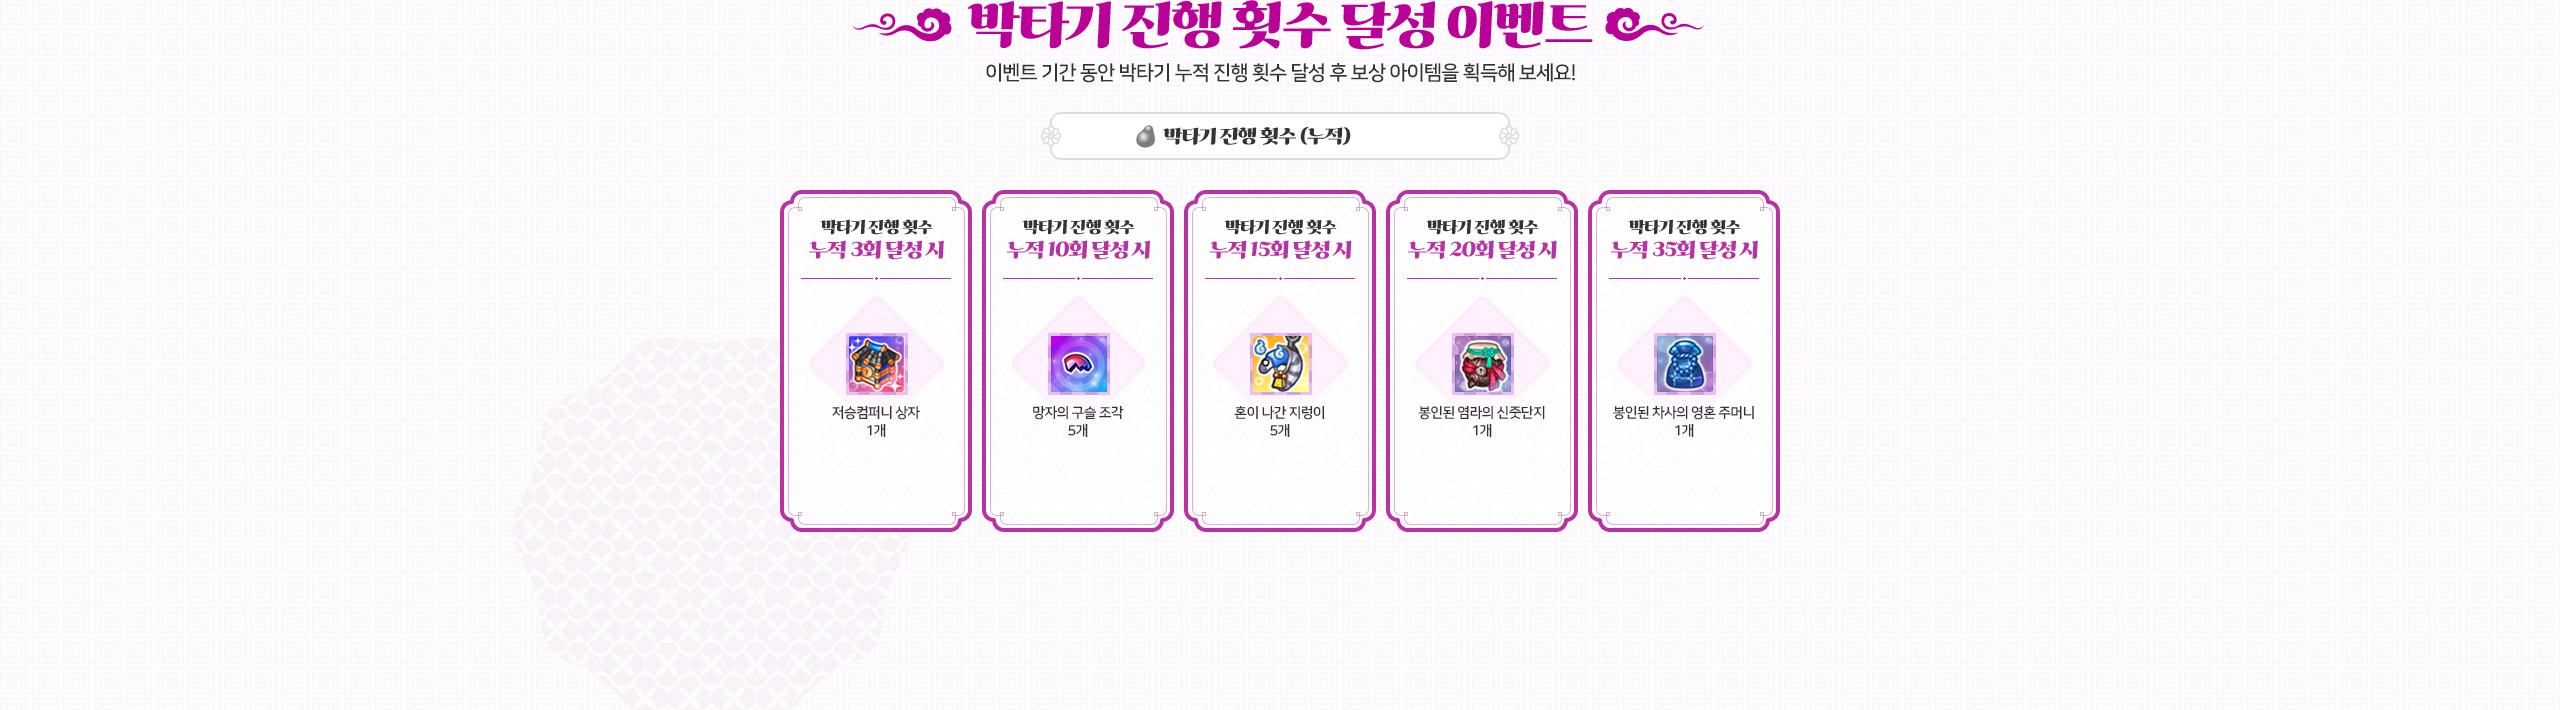 박타기 진행 횟수 달성 이벤트
이벤트 기간 동안 박타기 누적 진행 횟수 달성 후 보상 아이템을 획득해 보세요!
박타기 진행 횟수 (누적)
박타기 진행 횟수
누적 3회 달성 시
저승컴퍼니 상자
1개
박타기 진행 횟수
누적 10회 달성 시
망자의 구슬 조각
5개
박타기 진행 횟수
누적 15회 달성 시
혼이 나간 지렁이
5개
박타기 진행 횟수
누적 20회 달성 시
봉인된 염라의 신줏단지
1개
박타기 진행 횟수
누적 35회 달성 시
봉인된 차사의 영혼 주머니
1개